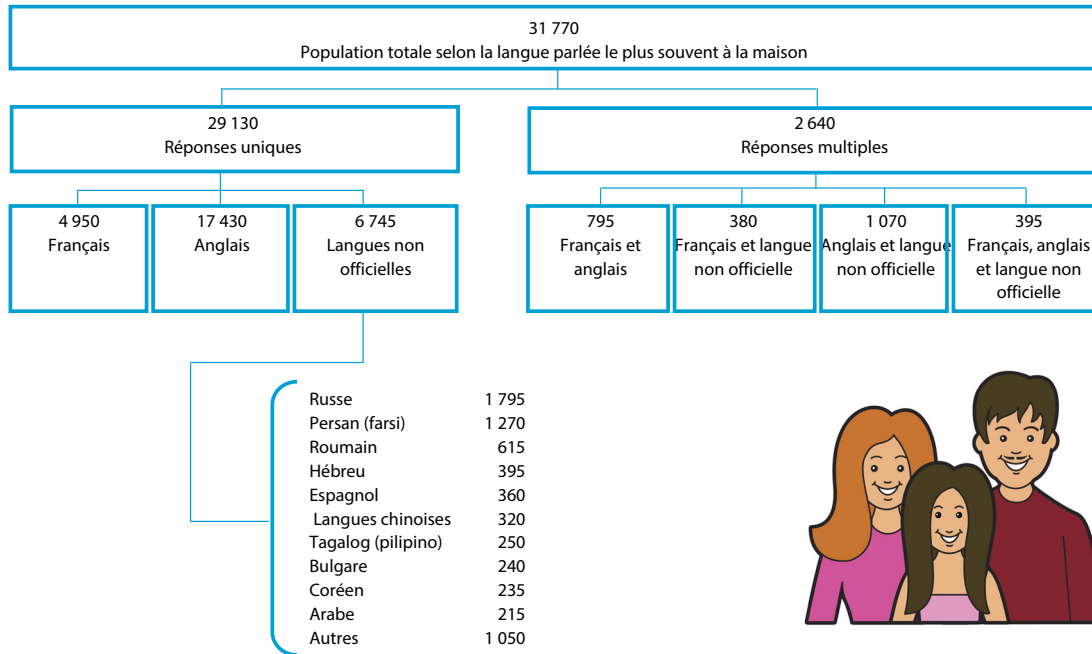 31 770
Population totale selon la langue parlée le plus souvent à la maison
29 130
Réponses uniques
2 640
Réponses multiples
4 950
Français
17 430
Anglais
6 745
Langues non
officielles
795
Français et
anglais
380
Français et langue
non officielle
1 070
Anglais et langue
non officielle
395
Français, anglais
et langue non
officielle
Russe 1 795
Persan (farsi) 1 270
Roumain 615
Hébreu 395
Espagnol 360
Langues chinoises 320
Tagalog (pilipino) 250
Bulgare 240
Coréen 235
Arabe 215
Autres 1 050